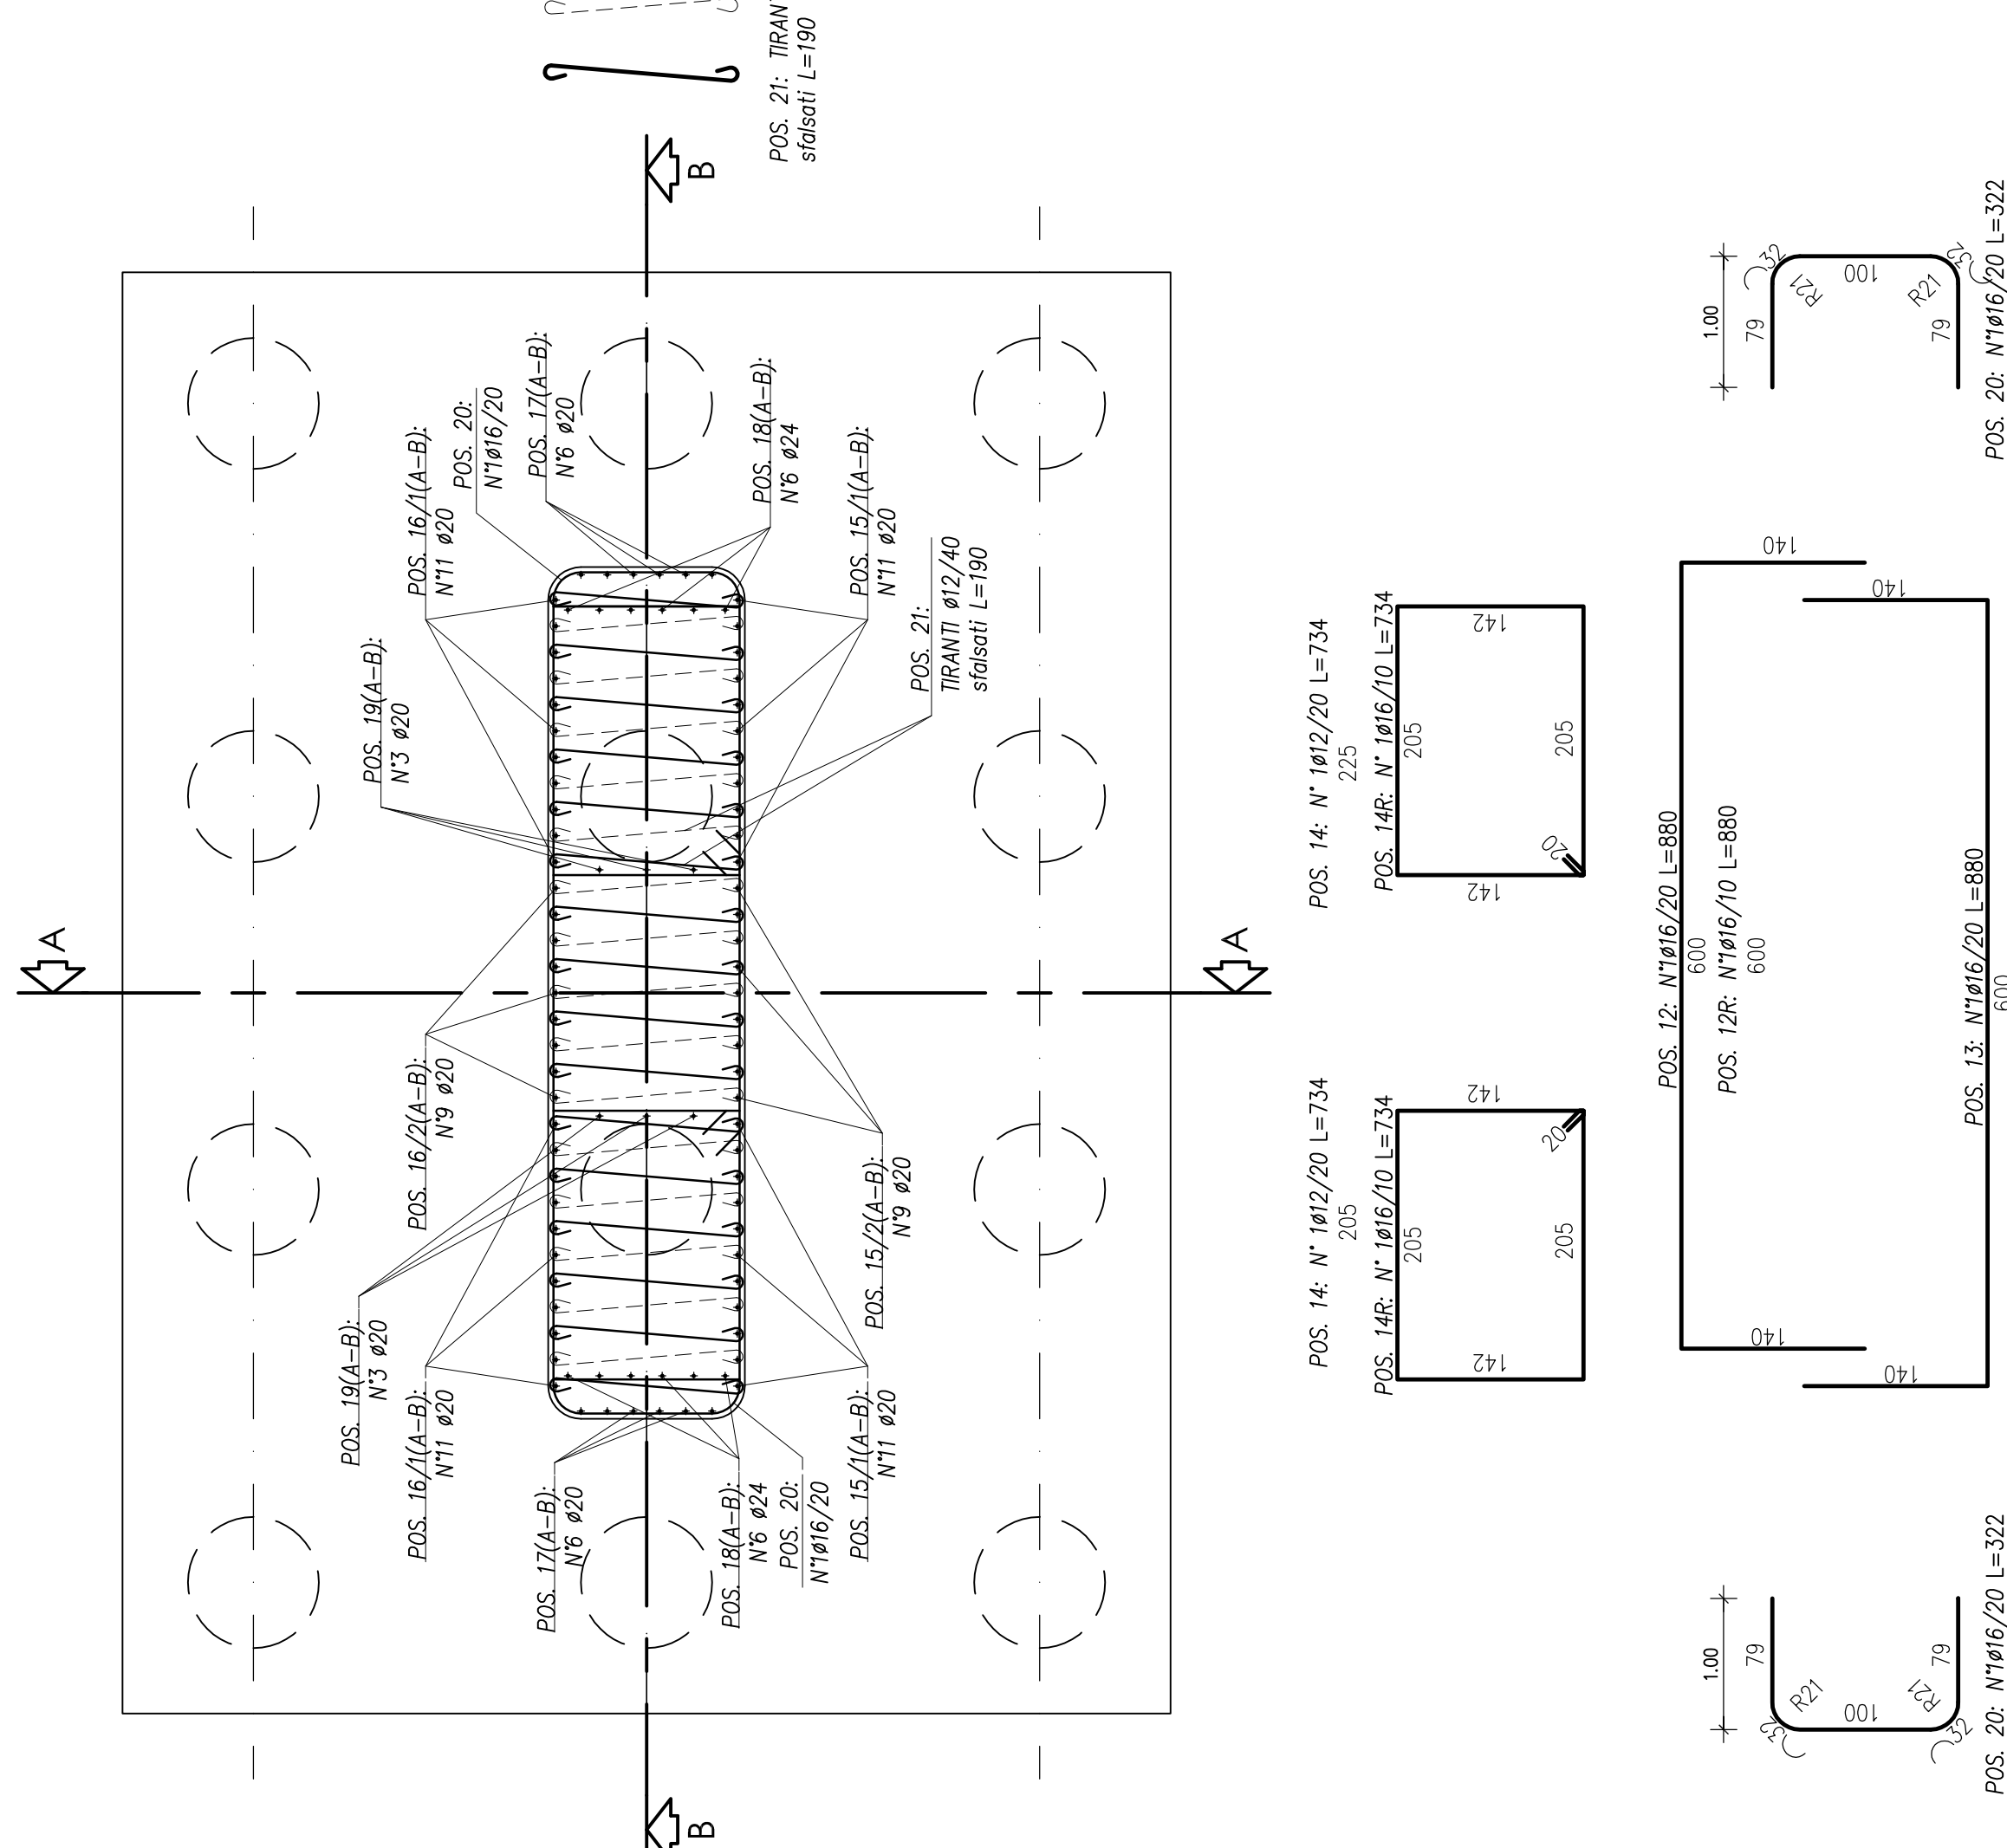 POS. 21: TIRAN
sfalsati L=190
B
POS. 16/1(A-B):
N°11 ø20
POS. 20:
N°1ø16/20
POS. 17(A-B):
N°6 ø20
POS. 18(A-B):
N°6 ø24
POS. 15/1(A-B):
N°11 ø20
POS. 19(A-B):
N°3 ø20
POS. 21:
TIRANTI ø12/40
sfalsati L=190
A
A
POS. 16/2(A-B):
N°9 ø20
POS. 15/2(A-B):
N°9 ø20
POS. 19(A-B):
N°3 ø20
POS. 16/1(A-B):
N°11 ø20
POS. 17(A-B):
N°6 ø20
POS. 18(A-B):
N°6 ø24
POS. 20:
N°1ø16/20
POS. 15/1(A-B):
N°11 ø20
B
POS. 14: N° 1ø12/20 L=734
225
POS. 14R: N° 1ø16/10 L=734
205
142
205
20
142
POS. 14: N° 1ø12/20 L=734
205
POS. 14R: N° 1ø16/10 L=734
205
142
20
205
142
1.00
79
32
R21
100
R21
32
79
POS. 20: N°1ø16/20 L=322
140
140
POS. 12: N°1ø16/20 L=880
600
POS. 12R: N°1ø16/10 L=880
600
POS. 13: N°1ø16/20 L=880
600
140
140
1.00
79
R21
32
100
R21
32
79
POS. 20: N°1ø16/20 L=322